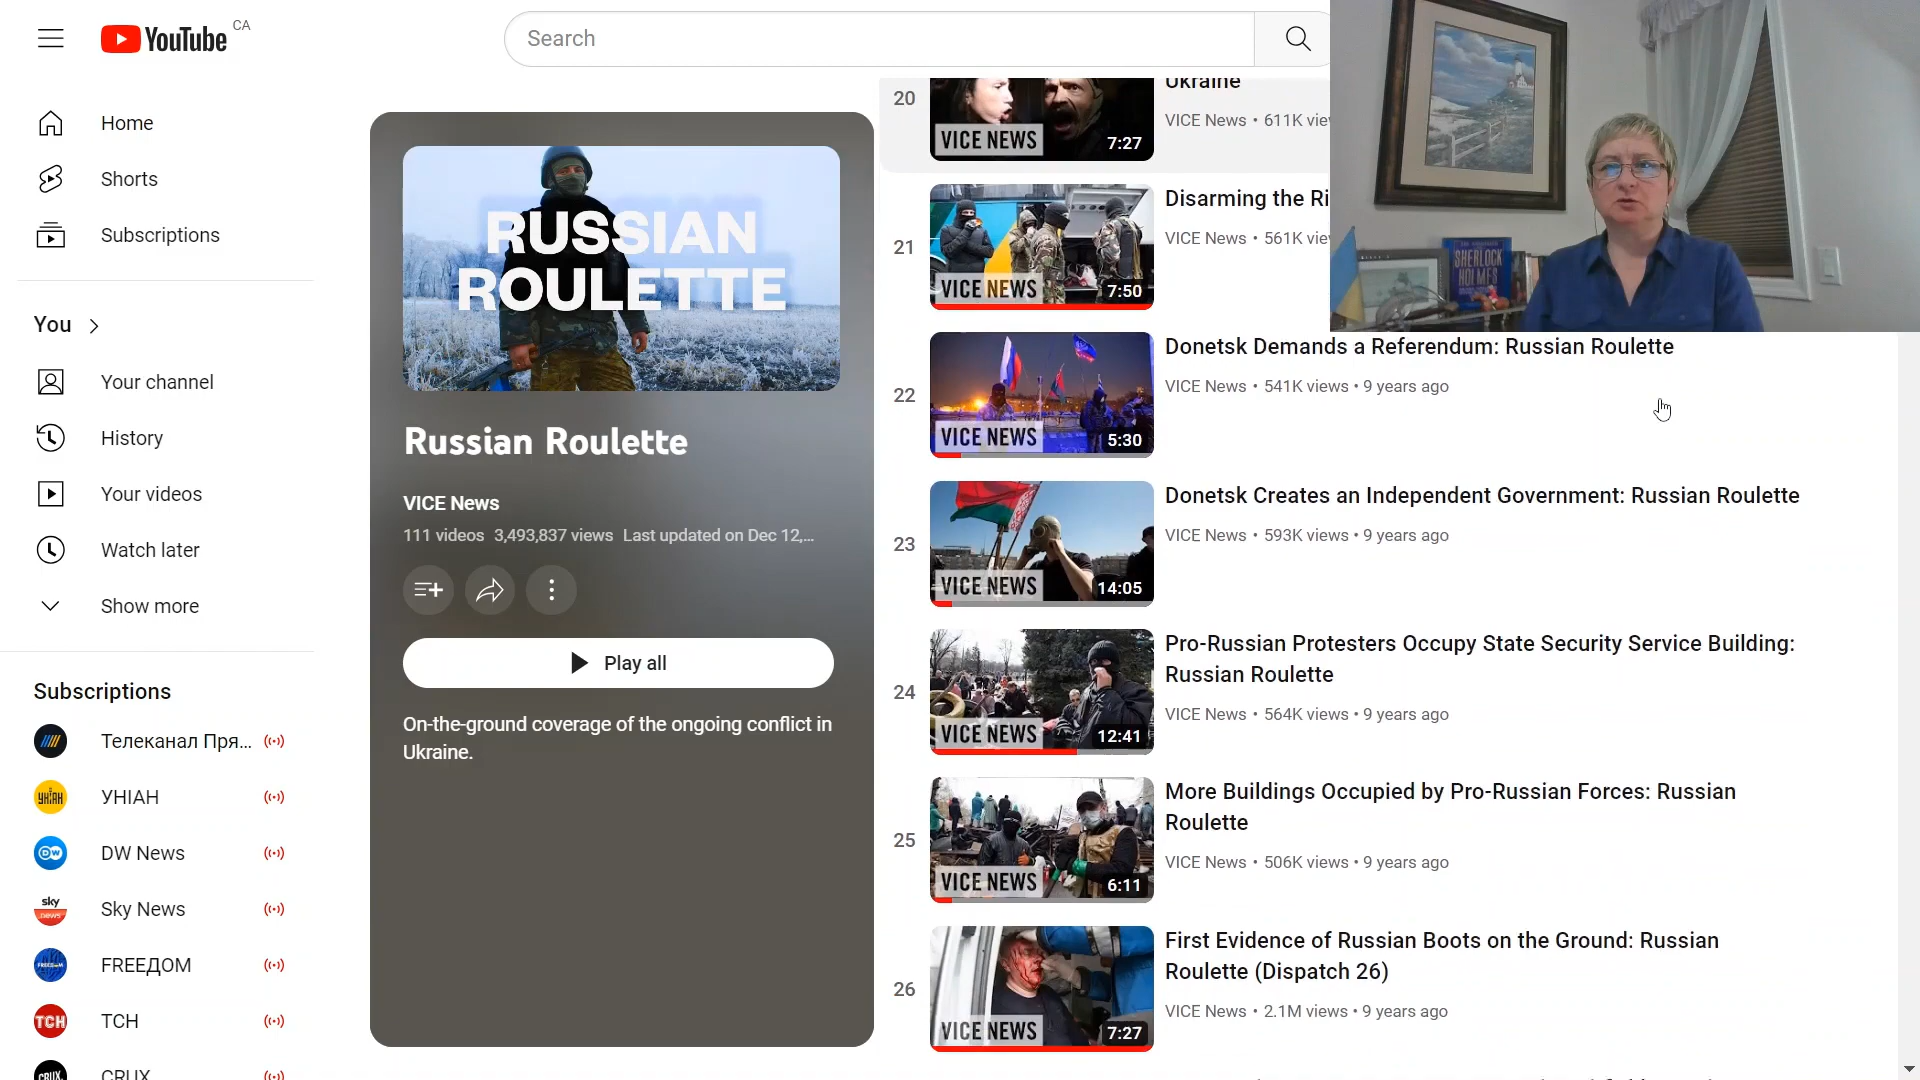 YouTube CA
Search
Home
Shorts
Subscriptions
You
Your channel
History
Your videos
Watch later
Show more
Subscriptions
Телеканал Пря...
УНІАН
DW News
Sky News
FREEДОМ
ТСН
CRUX
RUSSIAN
ROULETTE
Russian Roulette
VICE News
111 videos 3,493,837 views Last updated on Dec 12,...
Play all
On-the-ground coverage of the ongoing conflict in
Ukraine.
20
VICE NEWS
7:27
Ukraine
VICE News • 611K
21
VICE NEWS
7:50
Disarming the
VICE News • 561K
22
VICE NEWS
5:30
Donetsk Demands a Referendum: Russian Roulette
VICE News • 541K views • 9 years ago
23
VICE NEWS
14:05
Donetsk Creates an Independent Government: Russian Roulette
VICE News • 593K views • 9 years ago
24
VICE NEWS
12:41
Pro-Russian Protesters Occupy State Security Service Building:
Russian Roulette
VICE News • 564K views • 9 years ago
25
VICE NEWS
6:11
More Buildings Occupied by Pro-Russian Forces: Russian
Roulette
VICE News • 506K views • 9 years ago
26
VICE NEWS
7:27
First Evidence of Russian Boots on the Ground: Russian
Roulette (Dispatch 26)
VICE News • 2.1M views • 9 years ago
SHERLOCK
HOLMES